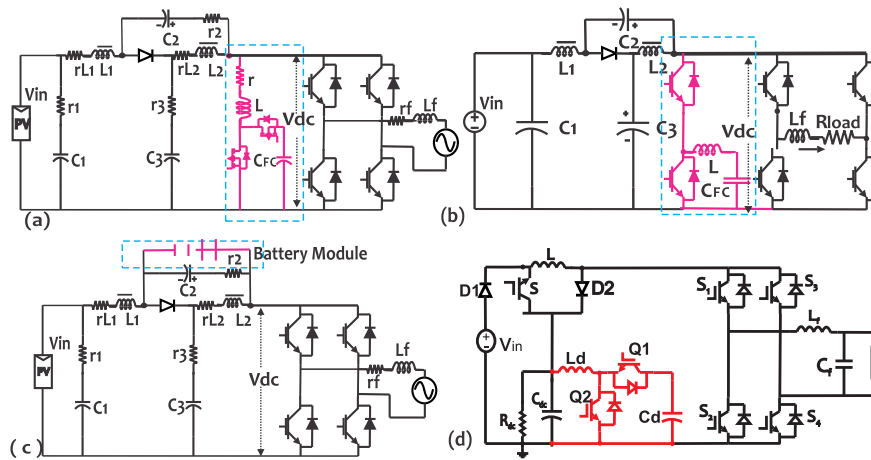 C2
r2
rL1
L1
rL2
L2
Vin
PV
r1
r3
r
L
Vdc
rf
Lf
C1
C3
CFC
(a)
C2
L1
L2
Vin
C1
C3
Vdc
Lf
Rload
L
CFC
(b)
Battery Module
r2
C2
rL1
L1
rL2
L2
Vin
PV
r1
r3
Vdc
rf
Lf
C1
C3
(c)
L
D1
S
D2
S1
S3
Vin
Lf
Ld
Q1
Cf
Rdc
Cdc
Q2
Cd
S2
S4
(d)